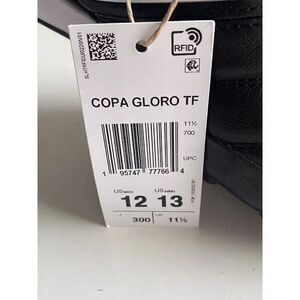 RFID
COPA GLORO TF
11½
700
UPC
1 95747 77766 4
US MEN US WMN
12 13
J UK
300 11½